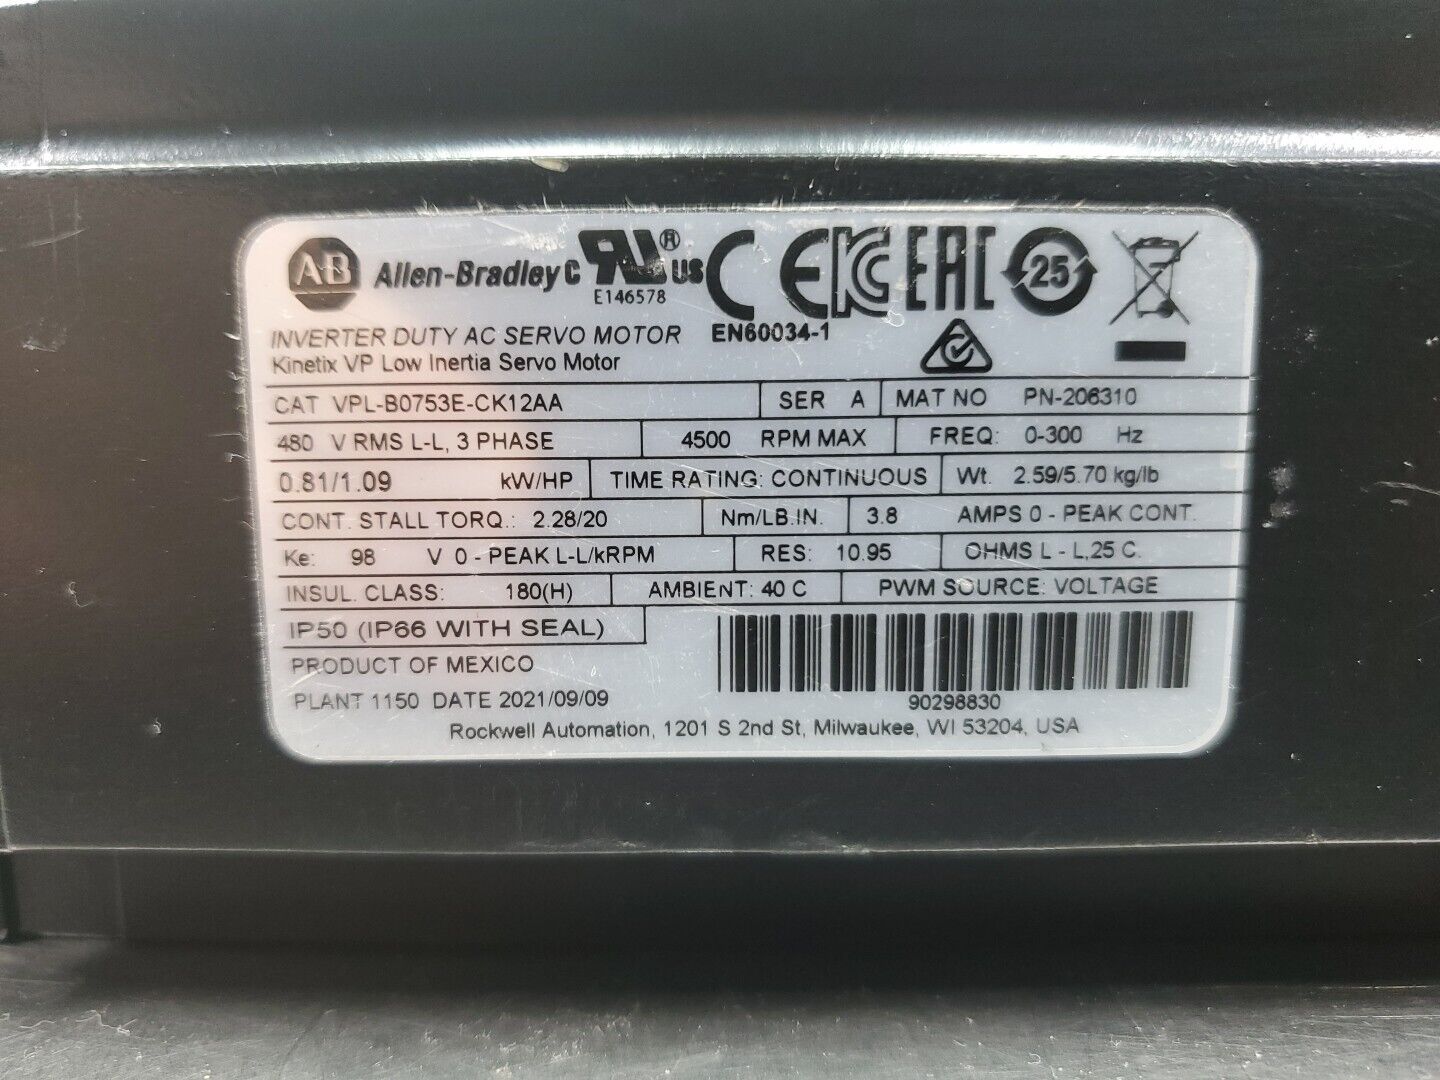 AB Allen-Bradley C RU® US CE KC EAC 25
E146578
INVERTER DUTY AC SERVO MOTOR EN60034-1
Kinetix VP Low Inertia Servo Motor
CAT VPL-B0753E-CK12AA SER A MAT NO PN-206310
480 V RMS L-L, 3 PHASE 4500 RPM MAX FREQ: 0-300 Hz
0.81/1.09 kW/HP TIME RATING: CONTINUOUS Wt. 2.59/5.70 kg/lb
CONT. STALL TORQ.: 2.28/20 Nm/LB.IN. 3.8 AMPS 0 - PEAK CONT.
Ke: 98 V 0 - PEAK L-L/kRPM RES: 10.95 OHMS L - L,25 C.
INSUL. CLASS: 180(H) AMBIENT: 40 C PWM SOURCE: VOLTAGE
IP50 (IP66 WITH SEAL)
PRODUCT OF MEXICO
PLANT 1150 DATE 2021/09/09 90298830
Rockwell Automation, 1201 S 2nd St, Milwaukee, WI 53204, USA